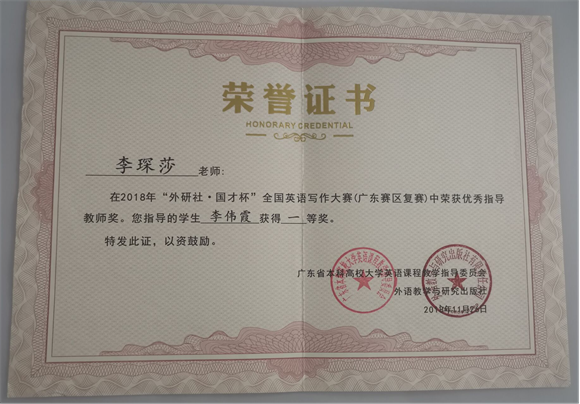 荣誉证书
HONORARY CREDENTIAL
李琛莎 老师:
在2018年“外研社·国才杯”全国英语写作大赛(广东赛区复赛)中荣获优秀指导
教师奖。您指导的学生 李伟霞 获得 一 等奖。
特发此证，以资鼓励。
广东省本科高校大学英语课程教学指导委员会
外语教学与研究出版社
2018年11月26日